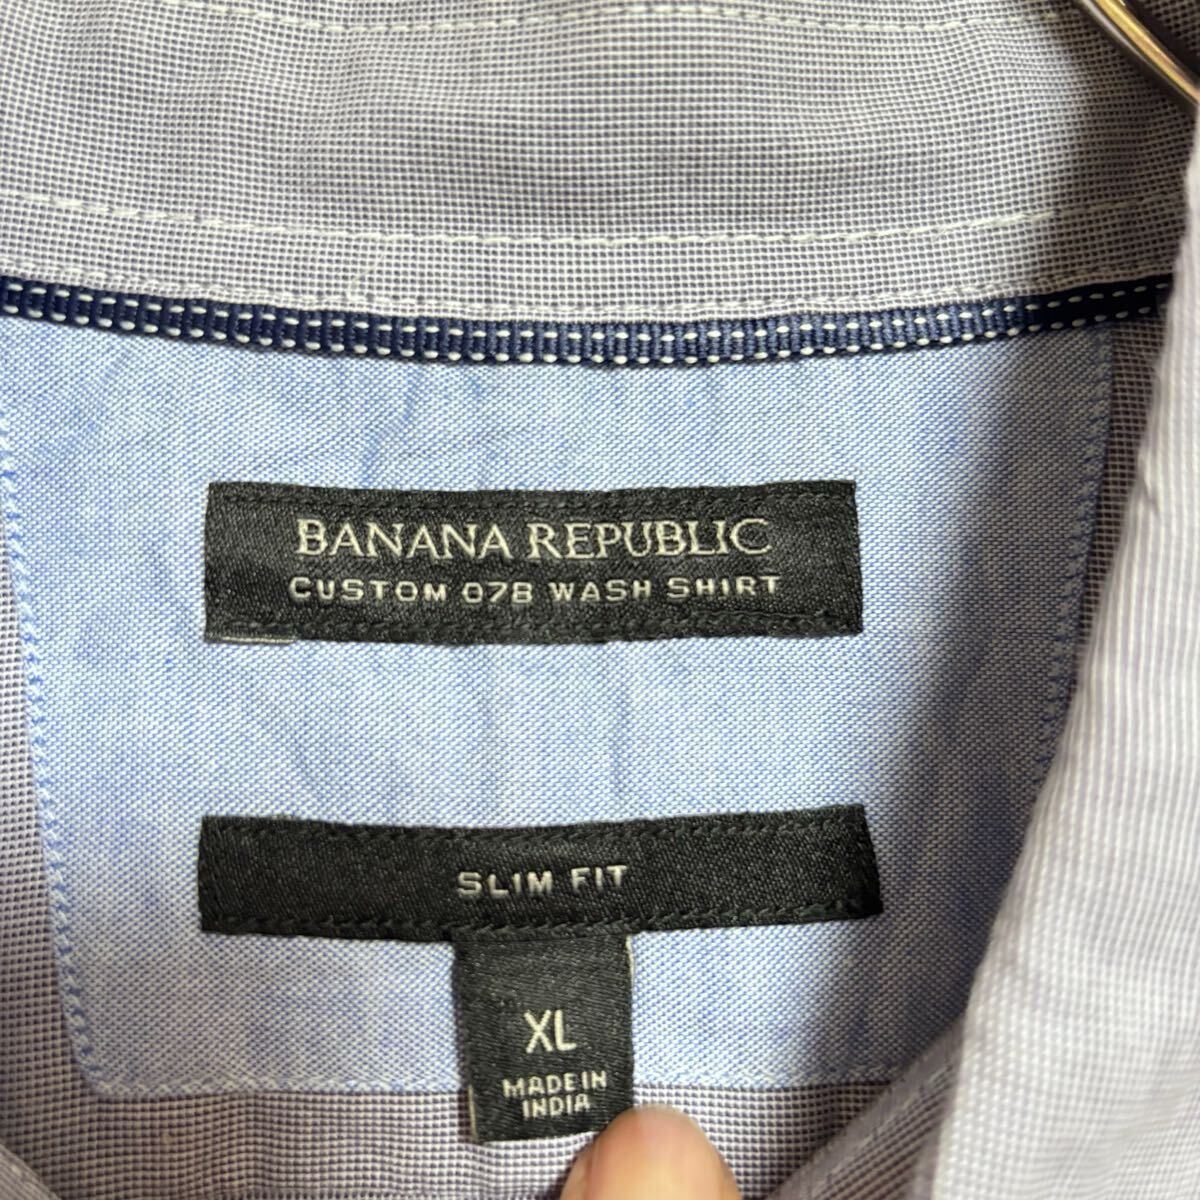 BANANA REPUBLIC
CUSTOM 078 WASH SHIRT
SLIM FIT
XL
MADE IN
INDIA